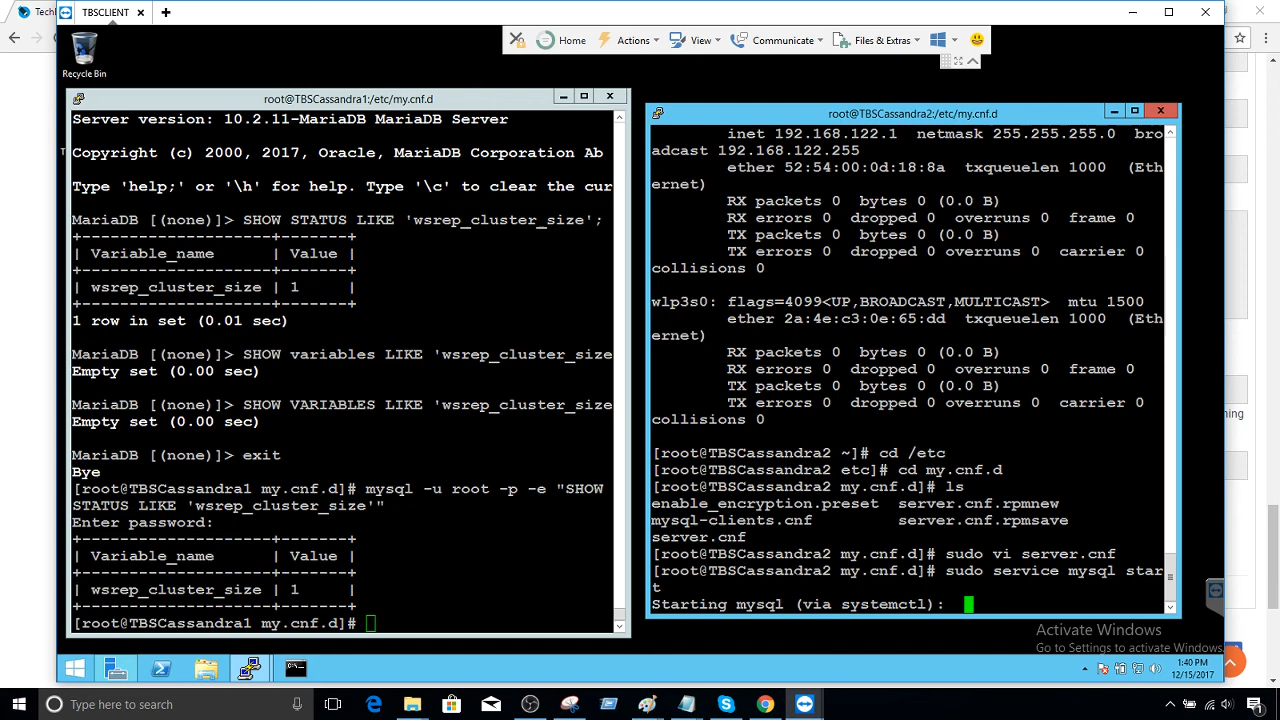 Techl
TBSCLIENT
Home
Actions
View
Communicate
Files & Extras
Recycle Bin
root@TBSCassandra1:/etc/my.cnf.d
Server version: 10.2.11-MariaDB MariaDB Server
Copyright (c) 2000, 2017, Oracle, MariaDB Corporation Ab
Type 'help;' or '\h' for help. Type '\c' to clear the cur
MariaDB [(none)]> SHOW STATUS LIKE 'wsrep_cluster_size';
+--------------------+-------+
| Variable_name      | Value |
+--------------------+-------+
| wsrep_cluster_size | 1     |
+--------------------+-------+
1 row in set (0.01 sec)
MariaDB [(none)]> SHOW variables LIKE 'wsrep_cluster_size
Empty set (0.00 sec)
MariaDB [(none)]> SHOW VARIABLES LIKE 'wsrep_cluster_size
Empty set (0.00 sec)
MariaDB [(none)]> exit
Bye
[root@TBSCassandra1 my.cnf.d]# mysql -u root -p -e "SHOW
STATUS LIKE 'wsrep_cluster_size'"
Enter password:
+--------------------+-------+
| Variable_name      | Value |
+--------------------+-------+
| wsrep_cluster_size | 1     |
+--------------------+-------+
[root@TBSCassandra1 my.cnf.d]#
root@TBSCassandra2:/etc/my.cnf.d
inet 192.168.122.1  netmask 255.255.255.0  bro
adcast 192.168.122.255
ether 52:54:00:0d:18:8a  txqueuelen 1000  (Eth
ernet)
RX packets 0  bytes 0 (0.0 B)
RX errors 0  dropped 0  overruns 0  frame 0
TX packets 0  bytes 0 (0.0 B)
TX errors 0  dropped 0 overruns 0  carrier 0
collisions 0
wlp3s0: flags=4099<UP,BROADCAST,MULTICAST>  mtu 1500
ether 2a:4e:c3:0e:65:dd  txqueuelen 1000  (Eth
ernet)
RX packets 0  bytes 0 (0.0 B)
RX errors 0  dropped 0  overruns 0  frame 0
TX packets 0  bytes 0 (0.0 B)
TX errors 0  dropped 0 overruns 0  carrier 0
collisions 0
[root@TBSCassandra2 ~]# cd /etc
[root@TBSCassandra2 etc]# cd my.cnf.d
[root@TBSCassandra2 my.cnf.d]# ls
enable_encryption.preset  server.cnf.rpmnew
mysql-clients.cnf         server.cnf.rpmsave
server.cnf
[root@TBSCassandra2 my.cnf.d]# sudo vi server.cnf
[root@TBSCassandra2 my.cnf.d]# sudo service mysql star
t
Starting mysql (via systemctl):
Activate Windows
Go to Settings to activate Windows.
1:40 PM
12/15/2017
Type here to search